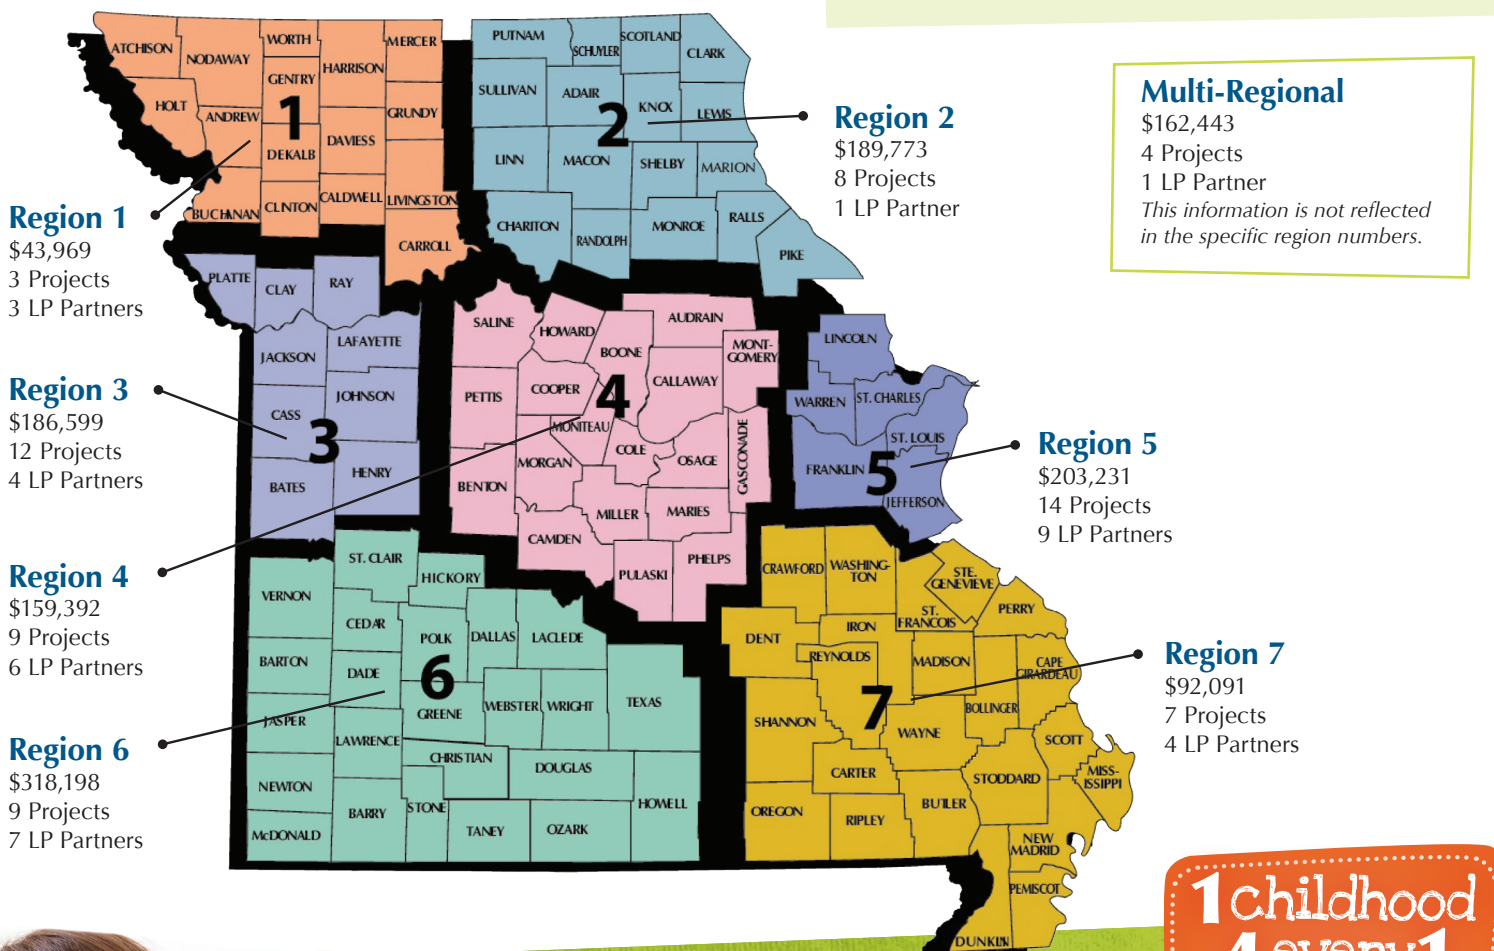 Multi-Regional
$162,443
4 Projects
1 LP Partner
This information is not reflected
in the specific region numbers.
Region 2
$189,773
8 Projects
1 LP Partner
Region 1
$43,969
3 Projects
3 LP Partners
Region 3
$186,599
12 Projects
4 LP Partners
Region 4
$159,392
9 Projects
6 LP Partners
Region 5
$203,231
14 Projects
9 LP Partners
Region 6
$318,198
9 Projects
7 LP Partners
Region 7
$92,091
7 Projects
4 LP Partners
1
ATCHISON
NODAWAY
WORTH
GENTRY
HARRISON
MERCER
HOLT
ANDREW
DEKALB
DAVIESS
GRUNDY
BUCHANAN
CLINTON
CALDWELL
LIVINGSTON
CARROLL
2
PUTNAM
SCHUYLER
SCOTLAND
CLARK
SULLIVAN
ADAIR
KNOX
LEWIS
LINN
MACON
SHELBY
MARION
CHARITON
RANDOLPH
MONROE
RALLS
PIKE
3
PLATTE
CLAY
RAY
JACKSON
LAFAYETTE
CASS
JOHNSON
BATES
HENRY
4
SALINE
HOWARD
BOONE
AUDRAIN
MONT-
GOMERY
PETTIS
COOPER
CALLAWAY
MONITEAU
COLE
OSAGE
GASCONADE
MORGAN
BENTON
MILLER
MARIES
CAMDEN
PULASKI
PHELPS
5
LINCOLN
WARREN
ST. CHARLES
ST. LOUIS
FRANKLIN
JEFFERSON
6
ST. CLAIR
HICKORY
VERNON
CEDAR
POLK
DALLAS
LACLEDE
BARTON
DADE
GREENE
WEBSTER
WRIGHT
TEXAS
JASPER
LAWRENCE
CHRISTIAN
DOUGLAS
NEWTON
BARRY
STONE
HOWELL
McDONALD
TANEY
OZARK
7
CRAWFORD
WASHING-
TON
STE.
GENEVIEVE
ST.
FRANCOIS
PERRY
DENT
IRON
REYNOLDS
MADISON
CAPE
GIRARDEAU
SHANNON
BOLLINGER
WAYNE
SCOTT
CARTER
STODDARD
MISS-
ISSIPPI
OREGON
RIPLEY
BUTLER
NEW
MADRID
PEMISCOT
DUNKLIN
1 childhood
4 every 1